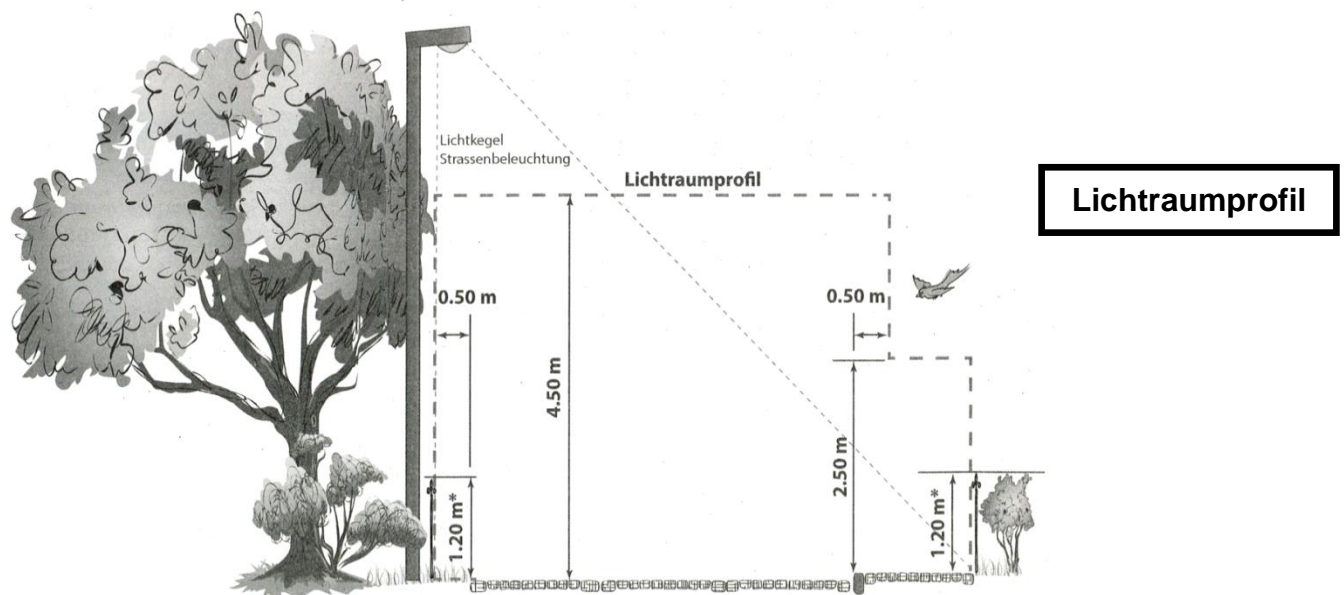 Lichtkegel
Strassenbeleuchtung
Lichtraumprofil
Lichtraumprofil
0.50 m
0.50 m
4.50 m
2.50 m
1.20 m*
1.20 m*